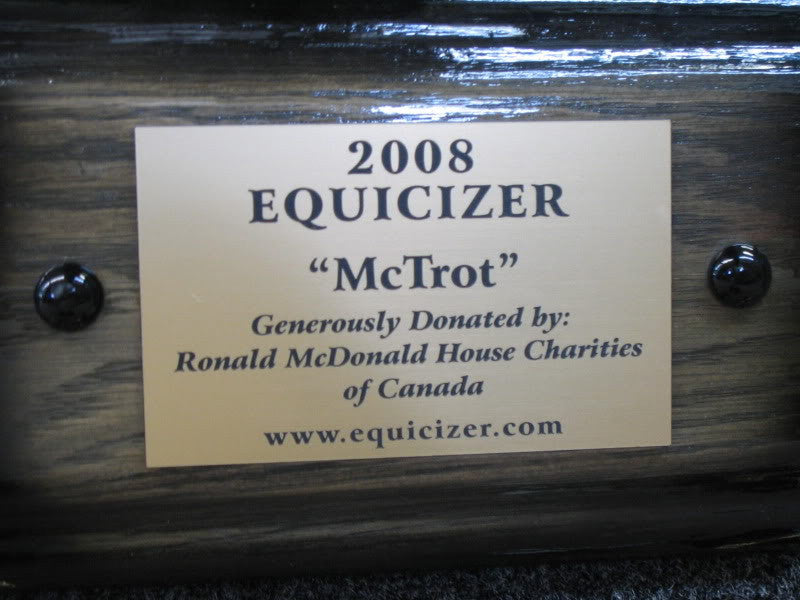 2008
EQUICIZER
“McTrot”
Generously Donated by:
Ronald McDonald House Charities
of Canada
www.equicizer.com